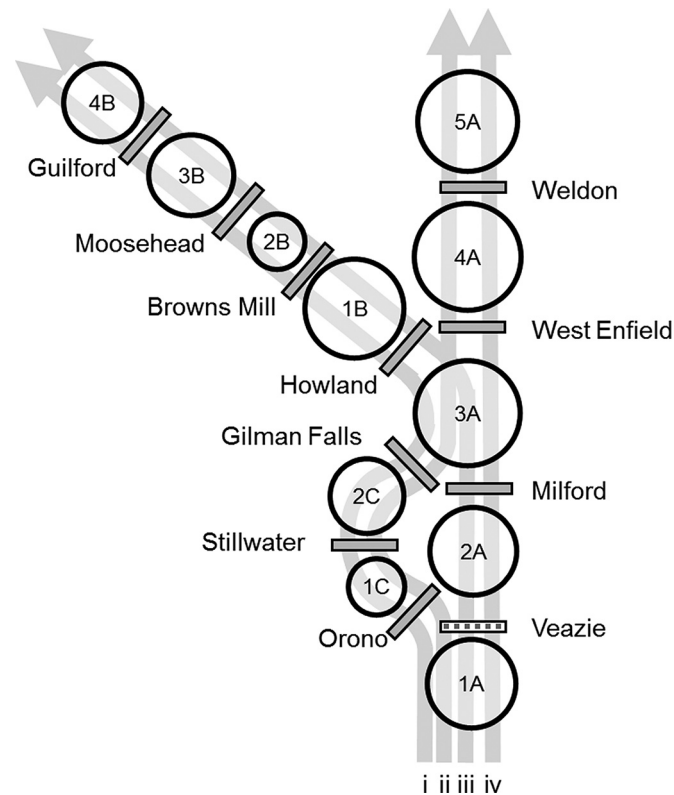 4B
5A
Guilford
3B
Weldon
Moosehead
2B
4A
Browns Mill
1B
West Enfield
Howland
3A
Gilman Falls
2C
Milford
Stillwater
2A
1C
Orono
Veazie
1A
i ii iii iv